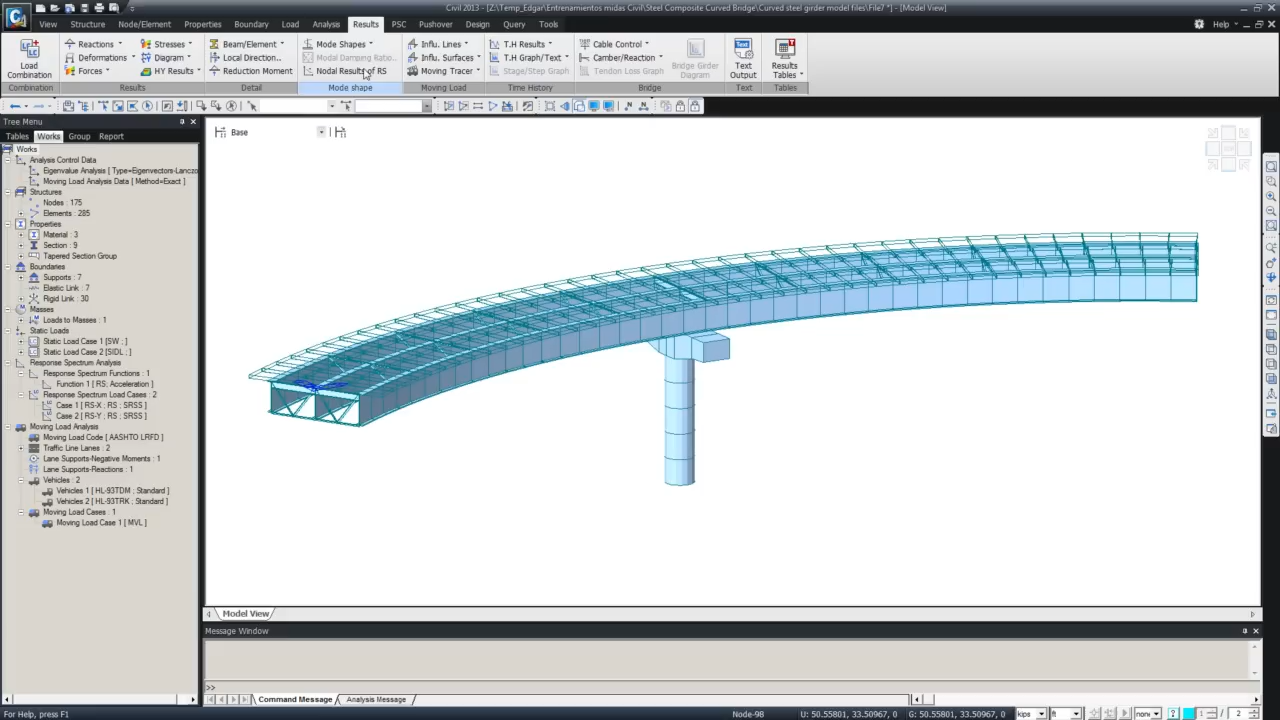 Civil 2013 - [Z:\Temp_Edgar\Entrenamientos midas Civil\Steel Composite Curved Bridge\Curved steel girder model files\File7 *] - [Model View]
View Structure Node/Element Properties Boundary Load Analysis Results PSC Pushover Design Query Tools Help
Load Combination
Reactions Stresses
Deformations Diagram
Forces HY Results
Beam/Element
Local Direction..
Reduction Moment
Mode Shapes
Modal Damping Ratio..
Nodal Results of RS
Influ. Lines
Influ. Surfaces
Moving Tracer
T.H Results
T.H Graph/Text
Stage/Step Graph
Cable Control
Camber/Reaction
Tendon Loss Graph
Bridge Girder Diagram
Text
Text Output
Results Tables
Combination Results Detail Mode shape Moving Load Time History Bridge Text Tables
Tree Menu
Tables Works Group Report
Works
Analysis Control Data
Eigenvalue Analysis [ Type=Eigenvectors-Lanczo
Moving Load Analysis Data [ Method=Exact ]
Structures
Nodes : 175
Elements : 285
Properties
Material : 3
Section : 9
Tapered Section Group
Boundaries
Supports : 7
Elastic Link : 7
Rigid Link : 30
Masses
Loads to Masses : 1
Static Loads
Static Load Case 1 [SW ; ]
Static Load Case 2 [SIDL ; ]
Response Spectrum Analysis
Response Spectrum Functions : 1
Function 1 [ RS; Acceleration ]
Response Spectrum Load Cases : 2
Case 1 [ RS-X ; RS ; SRSS ]
Case 2 [ RS-Y ; RS ; SRSS ]
Moving Load Analysis
Moving Load Code [ AASHTO LRFD ]
Traffic Line Lanes : 2
Lane Supports-Negative Moments : 1
Lane Supports-Reactions : 1
Vehicles : 2
Vehicles 1 [ HL-93TDM ; Standard ]
Vehicles 2 [ HL-93TRK ; Standard ]
Moving Load Cases : 1
Moving Load Case 1 [ MVL ]
Base
Model View
Message Window
>>
Command Message Analysis Message
For Help, press F1
Node-98
U: 50.55801, 33.50967, 0
G: 50.55801, 33.50967, 0
kips
ft
none
1 / 2